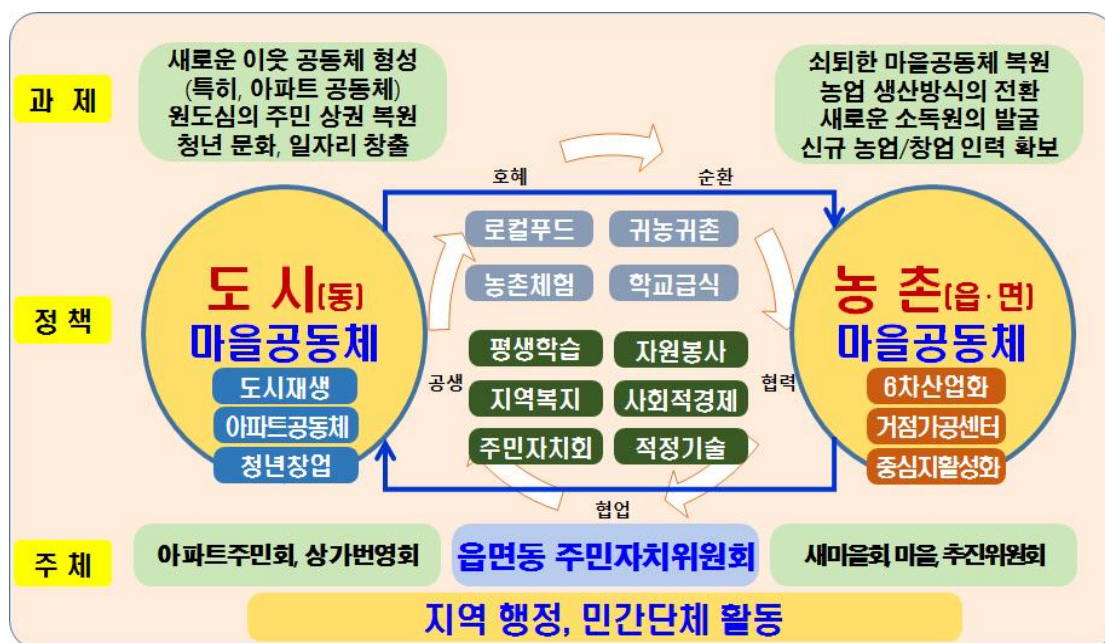 과 제
새로운 이웃 공동체 형성
(특히, 아파트 공동체)
원도심의 주민 상권 복원
청년 문화, 일자리 창출
쇠퇴한 마을공동체 복원
농업 생산방식의 전환
새로운 소득원의 발굴
신규 농업/창업 인력 확보
호혜
순환
정 책
도 시(동)
마을공동체
도시재생
아파트공동체
청년창업
로컬푸드
귀농귀촌
농촌체험
학교급식
평생학습
자원봉사
공생
협력
지역복지
사회적경제
주민자치회
적정기술
농 촌(읍·면)
마을공동체
6차산업화
거점가공센터
중심지활성화
협업
주 체
아파트주민회, 상가번영회
읍면동 주민자치위원회
새마을회, 마을, 추진위원회
지역 행정, 민간단체 활동